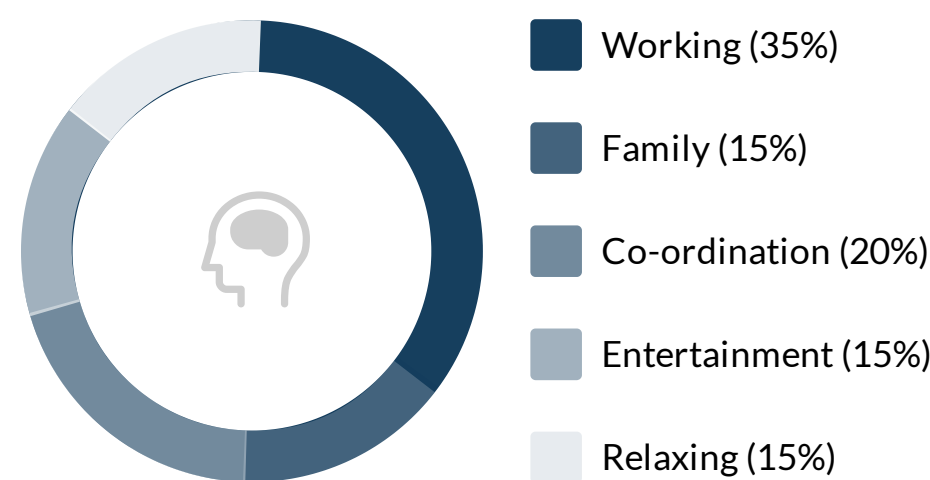 Working (35%)
Family (15%)
Co-ordination (20%)
Entertainment (15%)
Relaxing (15%)